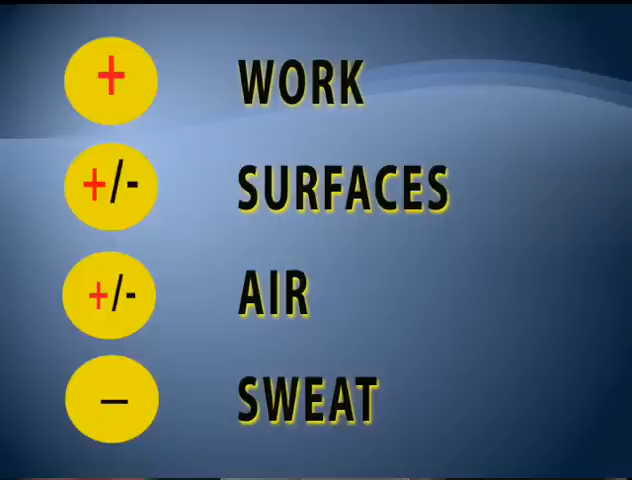 + WORK
+/- SURFACES
+/- AIR
– SWEAT